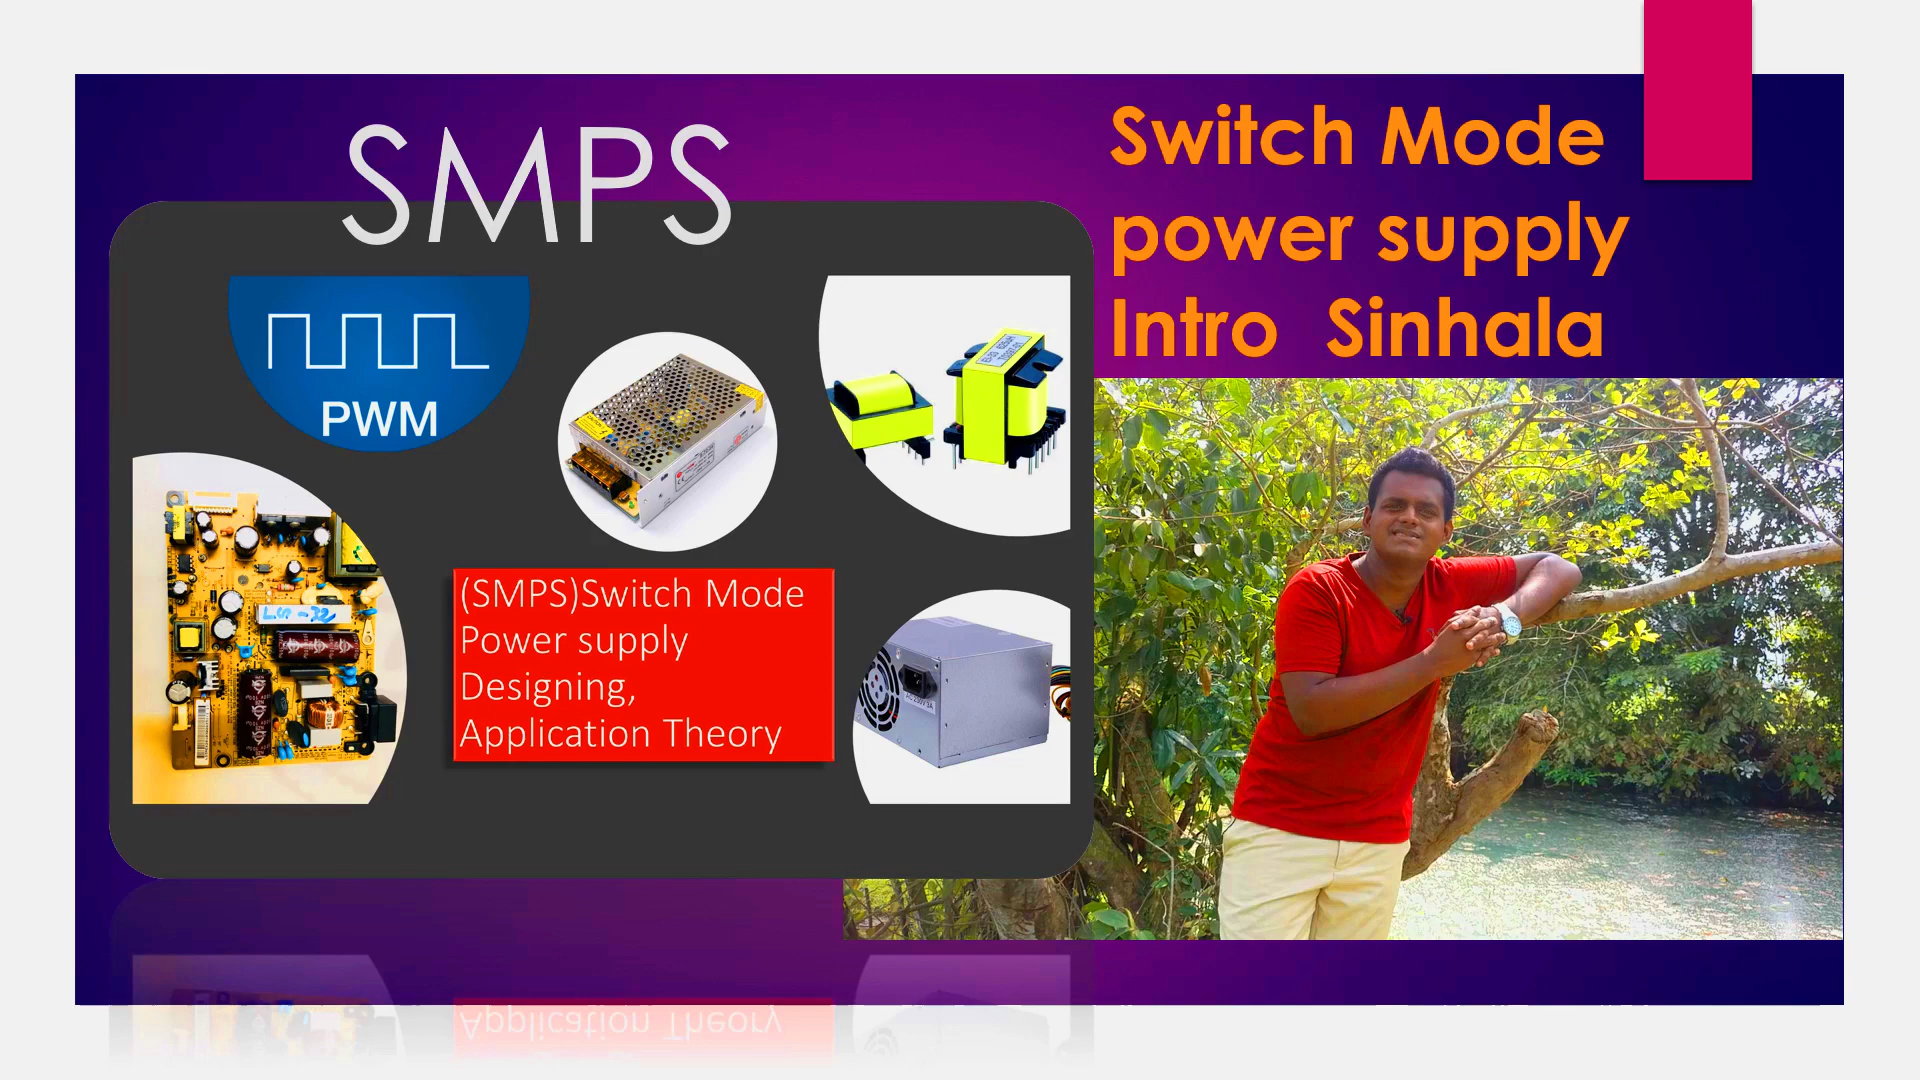 SMPS
Switch Mode
power supply
Intro Sinhala
PWM
(SMPS)Switch Mode
Power supply
Designing,
Application Theory